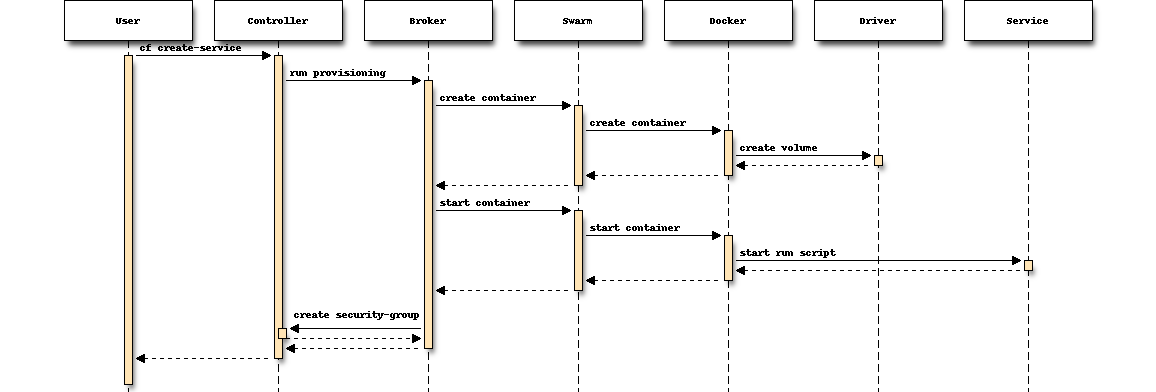 User Controller Broker Swarm Docker Driver Service
cf create-service
run provisioning
create container
create container
create volume
start container
start container
start run script
create security-group